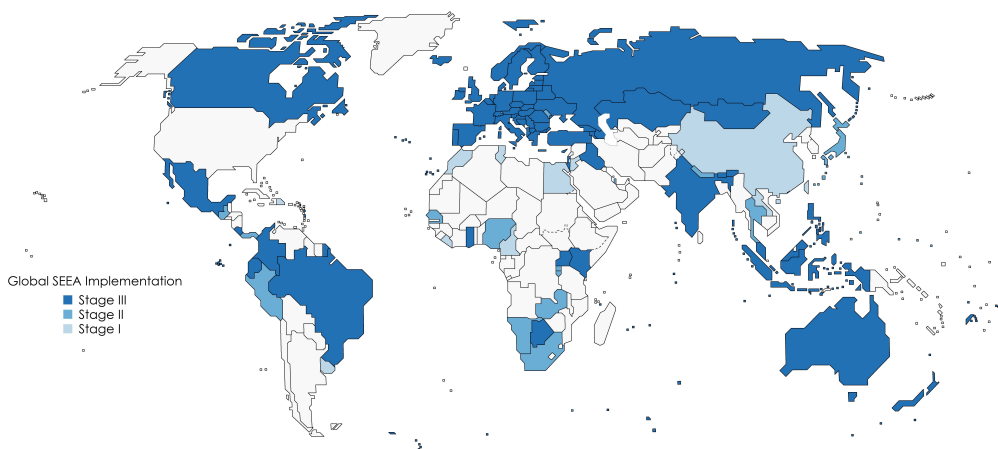 Global SEEA Implementation
Stage III
Stage II
Stage I